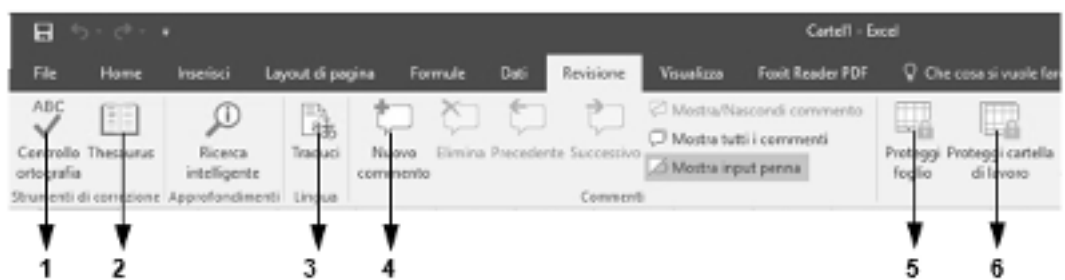 Cartel1 - Excel
File Home Inserisci Layout di pagina Formule Dati Revisione Visualizza Foxit Reader PDF Che cosa si vuole fare
ABC
Controllo ortografia
Thesaurus
Ricerca intelligente
Traduci
Nuovo commento
Elimina
Precedente
Successivo
Mostra/Nascondi commento
Mostra tutti i commenti
Mostra input penna
Proteggi foglio
Proteggi cartella di lavoro
Strumenti di correzione
Approfondimenti
Lingua
Commenti
1 2 3 4 5 6